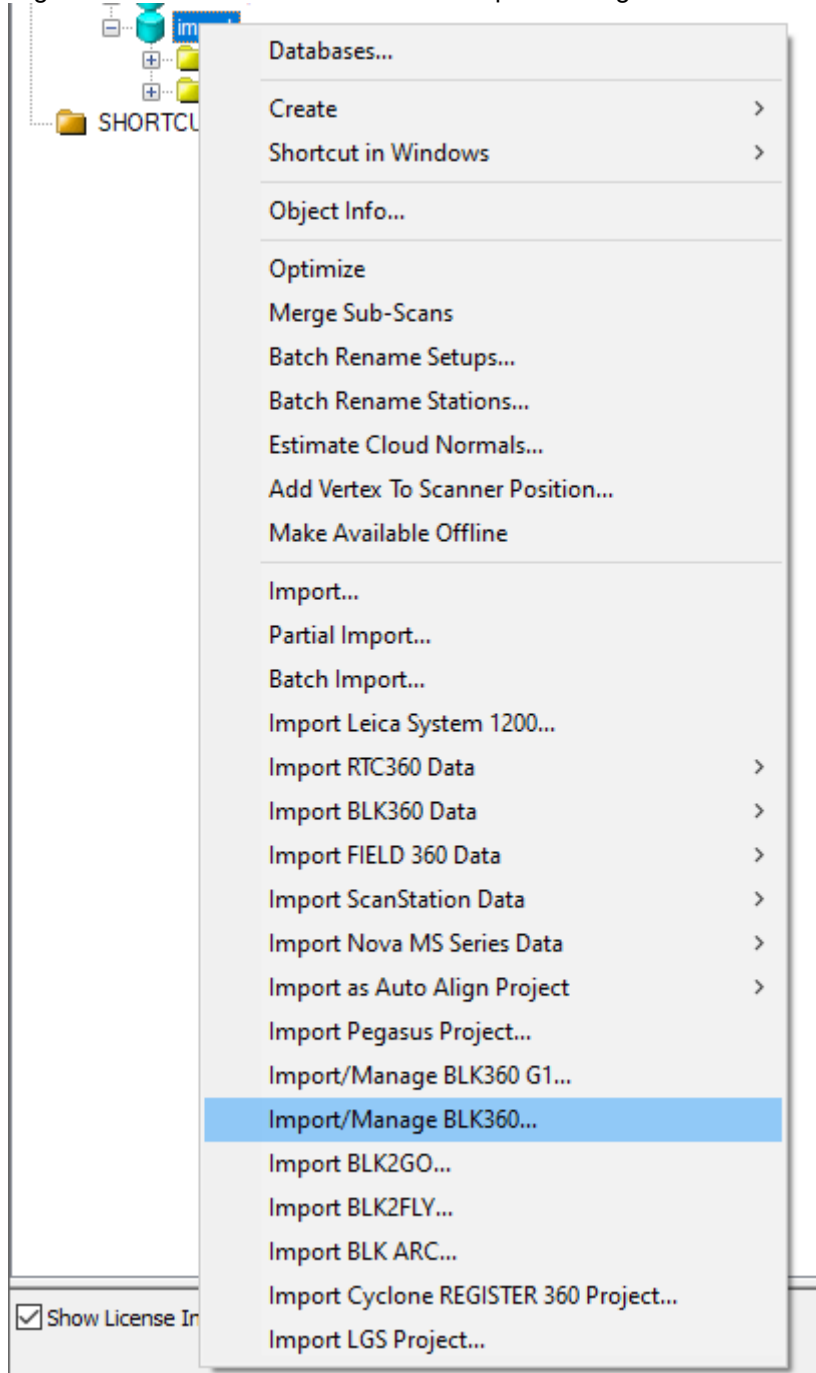 SHORTCU
Databases...
Create
Shortcut in Windows
Object Info...
Optimize
Merge Sub-Scans
Batch Rename Setups...
Batch Rename Stations...
Estimate Cloud Normals...
Add Vertex To Scanner Position...
Make Available Offline
Import...
Partial Import...
Batch Import...
Import Leica System 1200...
Import RTC360 Data
Import BLK360 Data
Import FIELD 360 Data
Import ScanStation Data
Import Nova MS Series Data
Import as Auto Align Project
Import Pegasus Project...
Import/Manage BLK360 G1...
Import/Manage BLK360...
Import BLK2GO...
Import BLK2FLY...
Import BLK ARC...
Import Cyclone REGISTER 360 Project...
Import LGS Project...
Show License In